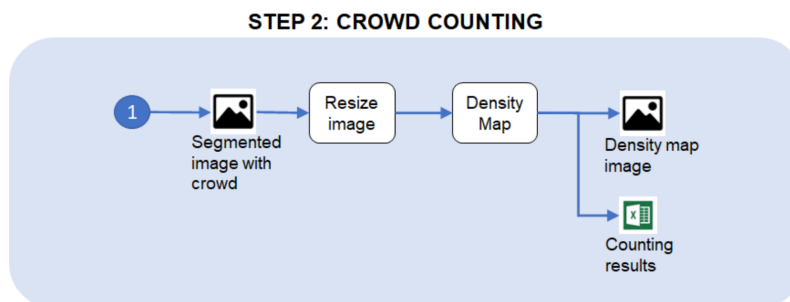 STEP 2: CROWD COUNTING
1
Segmented
image with
crowd
Resize
image
Density
Map
Density map
image
X
Counting
results